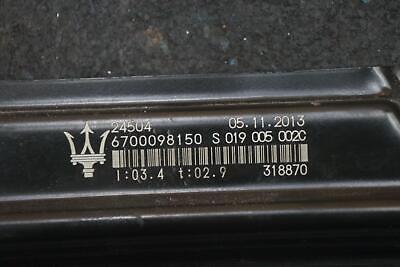 24504 05.11.2013
6700098150 S 019 005 002C
I:03.4 t:02.9 318870